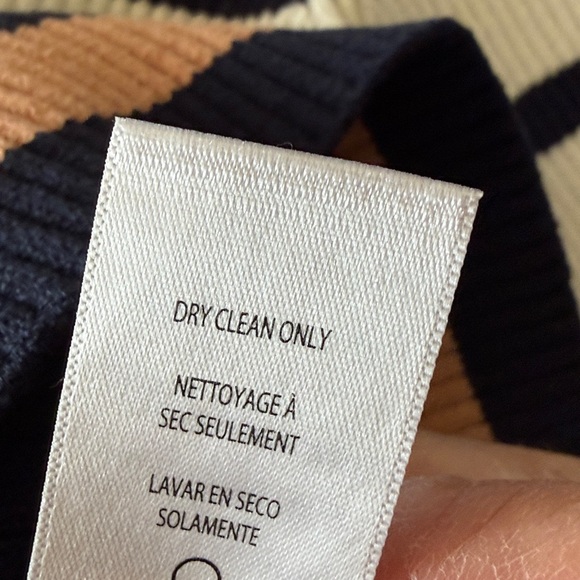 DRY CLEAN ONLY
NETTOYAGE À
SEC SEULEMENT
LAVAR EN SECO
SOLAMENTE